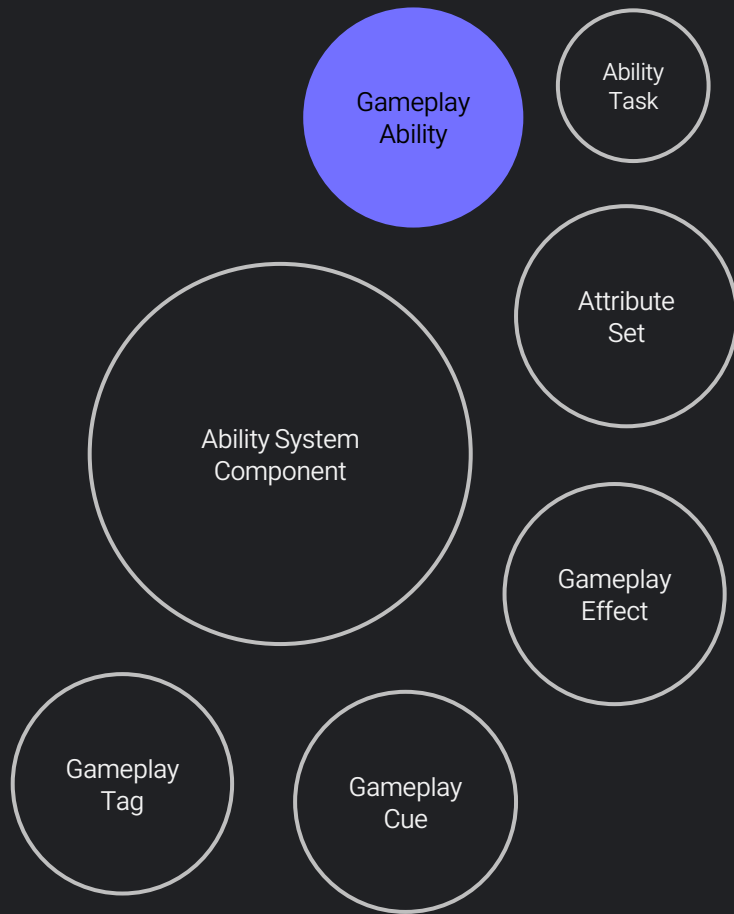 Gameplay
Ability
Ability
Task
Attribute
Set
Ability System
Component
Gameplay
Effect
Gameplay
Tag
Gameplay
Cue